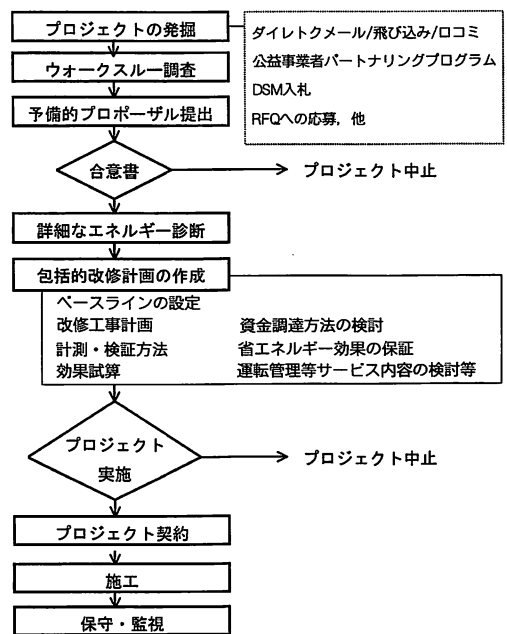 プロジェクトの発掘
ダイレトクメール/飛び込み/口コミ
公益事業者パートナリングプログラム
DSM入札
RFQへの応募,他
ウォークスルー調査
予備的プロポーザル提出
合意書
プロジェクト中止
詳細なエネルギー診断
包括的改修計画の作成
ベースラインの設定
改修工事計画 資金調達方法の検討
計測・検証方法 省エネルギー効果の保証
効果試算 運転管理等サービス内容の検討等
プロジェクト
実施
プロジェクト中止
プロジェクト契約
施工
保守・監視